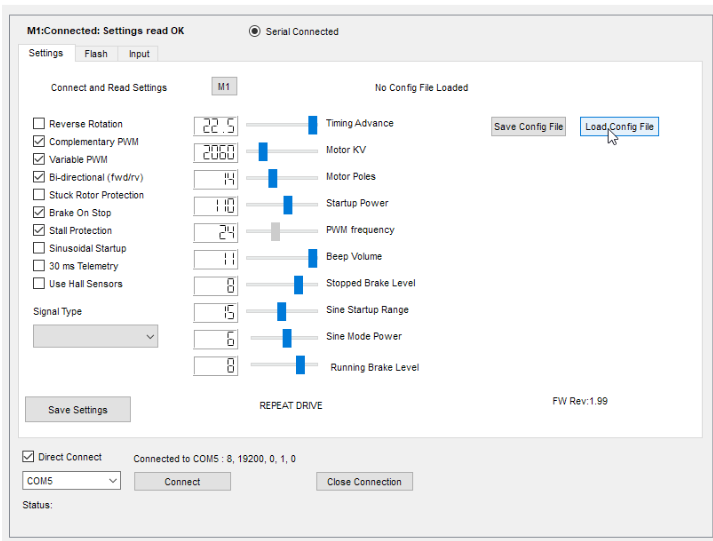 M1:Connected: Settings read OK
Serial Connected
Settings Flash Input
Connect and Read Settings M1 No Config File Loaded
Reverse Rotation
Complementary PWM
Variable PWM
Bi-directional (fwd/rv)
Stuck Rotor Protection
Brake On Stop
Stall Protection
Sinusoidal Startup
30 ms Telemetry
Use Hall Sensors
Signal Type
22.5 Timing Advance
2060 Motor KV
14 Motor Poles
110 Startup Power
24 PWM frequency
11 Beep Volume
8 Stopped Brake Level
15 Sine Startup Range
6 Sine Mode Power
8 Running Brake Level
Save Config File Load Config File
Save Settings REPEAT DRIVE FW Rev:1.99
Direct Connect Connected to COM5 : 8, 19200, 0, 1, 0
COM5 Connect Close Connection
Status: